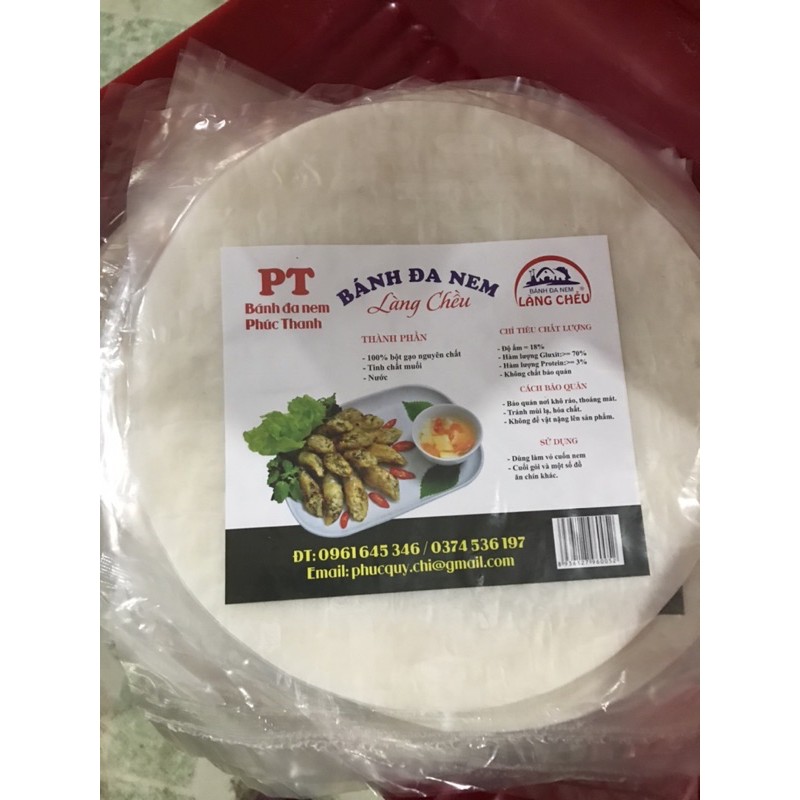 PT
Bánh đa nem
Phúc Thanh
BÁNH ĐA NEM
Làng Chều
BÁNH ĐA NEM
LÀNG CHỀU
THÀNH PHẦN
- 100% bột gạo nguyên chất
- Tinh chất muối
- Nước
CHỈ TIÊU CHẤT LƯỢNG
- Độ ẩm = 18%
- Hàm lượng Gluxit:>= 70%
- Hàm lượng Protein:>= 3%
- Không chất bảo quản
CÁCH BẢO QUẢN
- Bảo quản nơi khô ráo, thoáng mát.
- Tránh mùi lạ, hóa chất.
- Không để vật nặng lên sản phẩm.
SỬ DỤNG
- Dùng làm vỏ cuốn nem
- Cuối gói và một số đồ
ăn chín khác.
ĐT: 0961 645 346 / 0374 536 197
Email: phucquy.chi@gmail.com